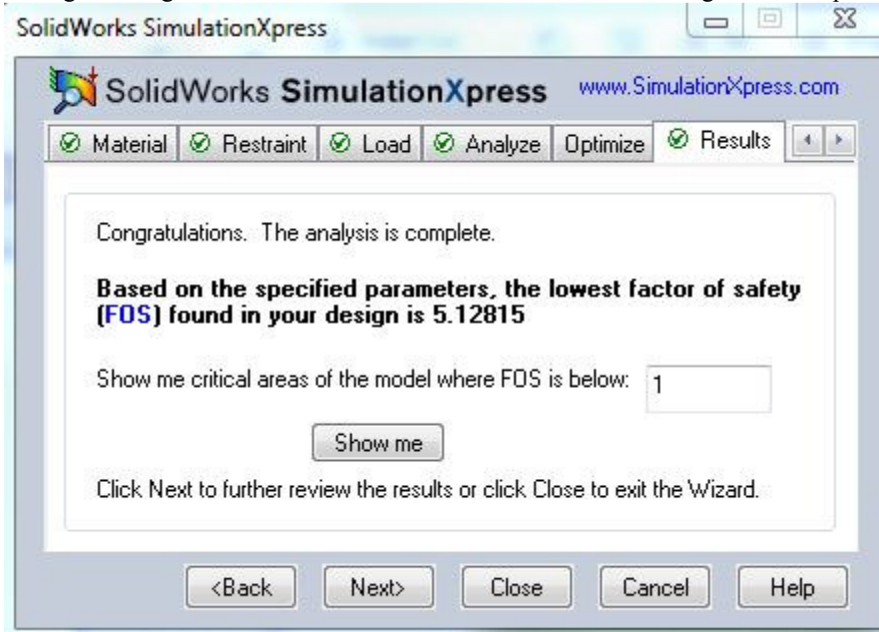 SolidWorks SimulationXpress
SolidWorks SimulationXpress www.SimulationXpress.com
Material Restraint Load Analyze Optimize Results
Congratulations. The analysis is complete.
Based on the specified parameters, the lowest factor of safety
(FOS) found in your design is 5.12815
Show me critical areas of the model where FOS is below: 1
Show me
Click Next to further review the results or click Close to exit the Wizard.
<Back Next> Close Cancel Help